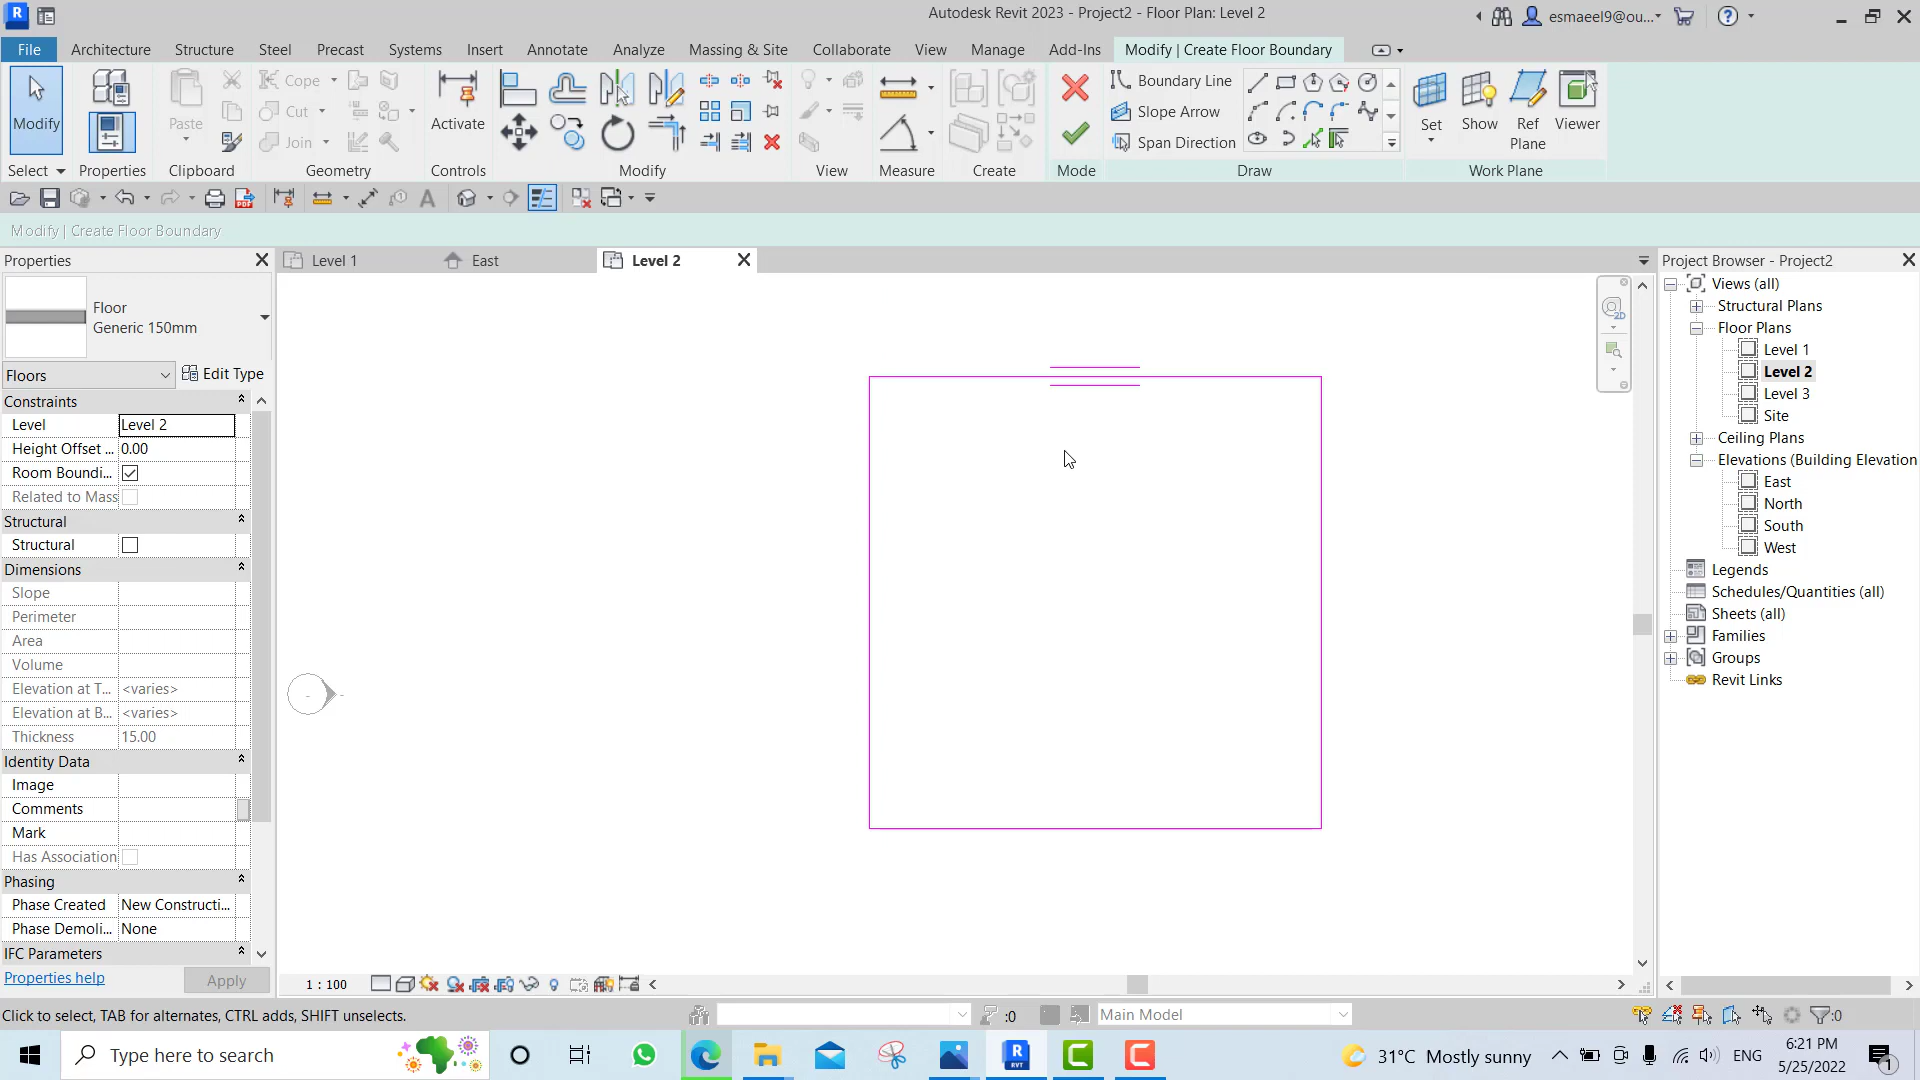 Autodesk Revit 2023 - Project2 - Floor Plan: Level 2
esmaeel9@ou...
File
Architecture
Structure
Steel
Precast
Systems
Insert
Annotate
Analyze
Massing & Site
Collaborate
View
Manage
Add-Ins
Modify | Create Floor Boundary
Modify
Paste
Cope
Cut
Join
Activate
Boundary Line
Slope Arrow
Span Direction
Set
Show
Ref
Plane
Viewer
Select
Properties
Clipboard
Geometry
Controls
Modify
View
Measure
Create
Mode
Draw
Work Plane
Modify | Create Floor Boundary
Properties
Level 1
East
Level 2
Project Browser - Project2
Floor
Generic 150mm
Floors
Edit Type
Constraints
Level
Level 2
Height Offset ...
0.00
Room Boundi...
Related to Mass
Structural
Structural
Dimensions
Slope
Perimeter
Area
Volume
Elevation at T...
<varies>
Elevation at B...
<varies>
Thickness
15.00
Identity Data
Image
Comments
Mark
Has Association
Phasing
Phase Created
New Constructi...
Phase Demoli...
None
IFC Parameters
Properties help
Apply
2D
Views (all)
Structural Plans
Floor Plans
Level 1
Level 2
Level 3
Site
Ceiling Plans
Elevations (Building Elevation
East
North
South
West
Legends
Schedules/Quantities (all)
Sheets (all)
Families
Groups
Revit Links
1 : 100
Click to select, TAB for alternates, CTRL adds, SHIFT unselects.
:0
Main Model
:0
Type here to search
31°C Mostly sunny
ENG
6:21 PM
5/25/2022
1